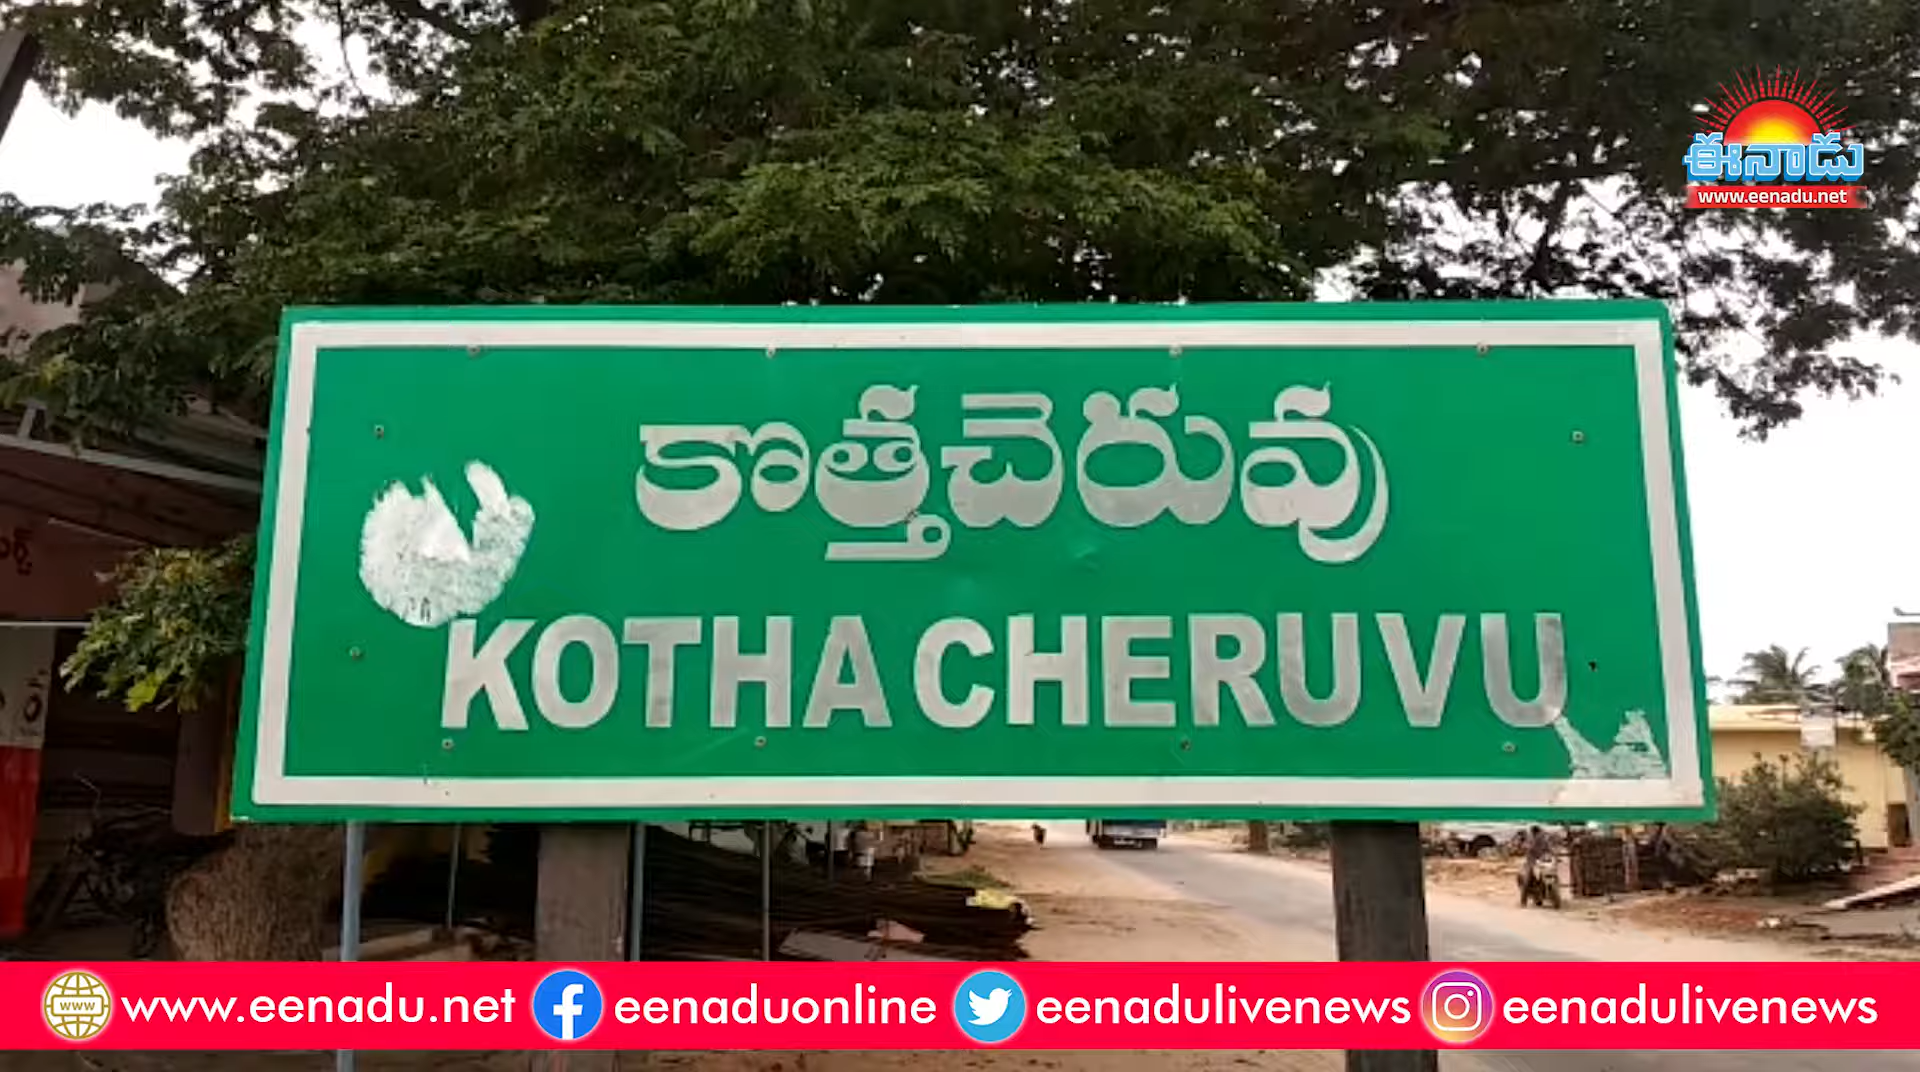 ఈనాడు
www.eenadu.net
కొత్తచెరువు
KOTHA CHERUVU
www.eenadu.net eenaduonline eenadulivenews eenadulivenews